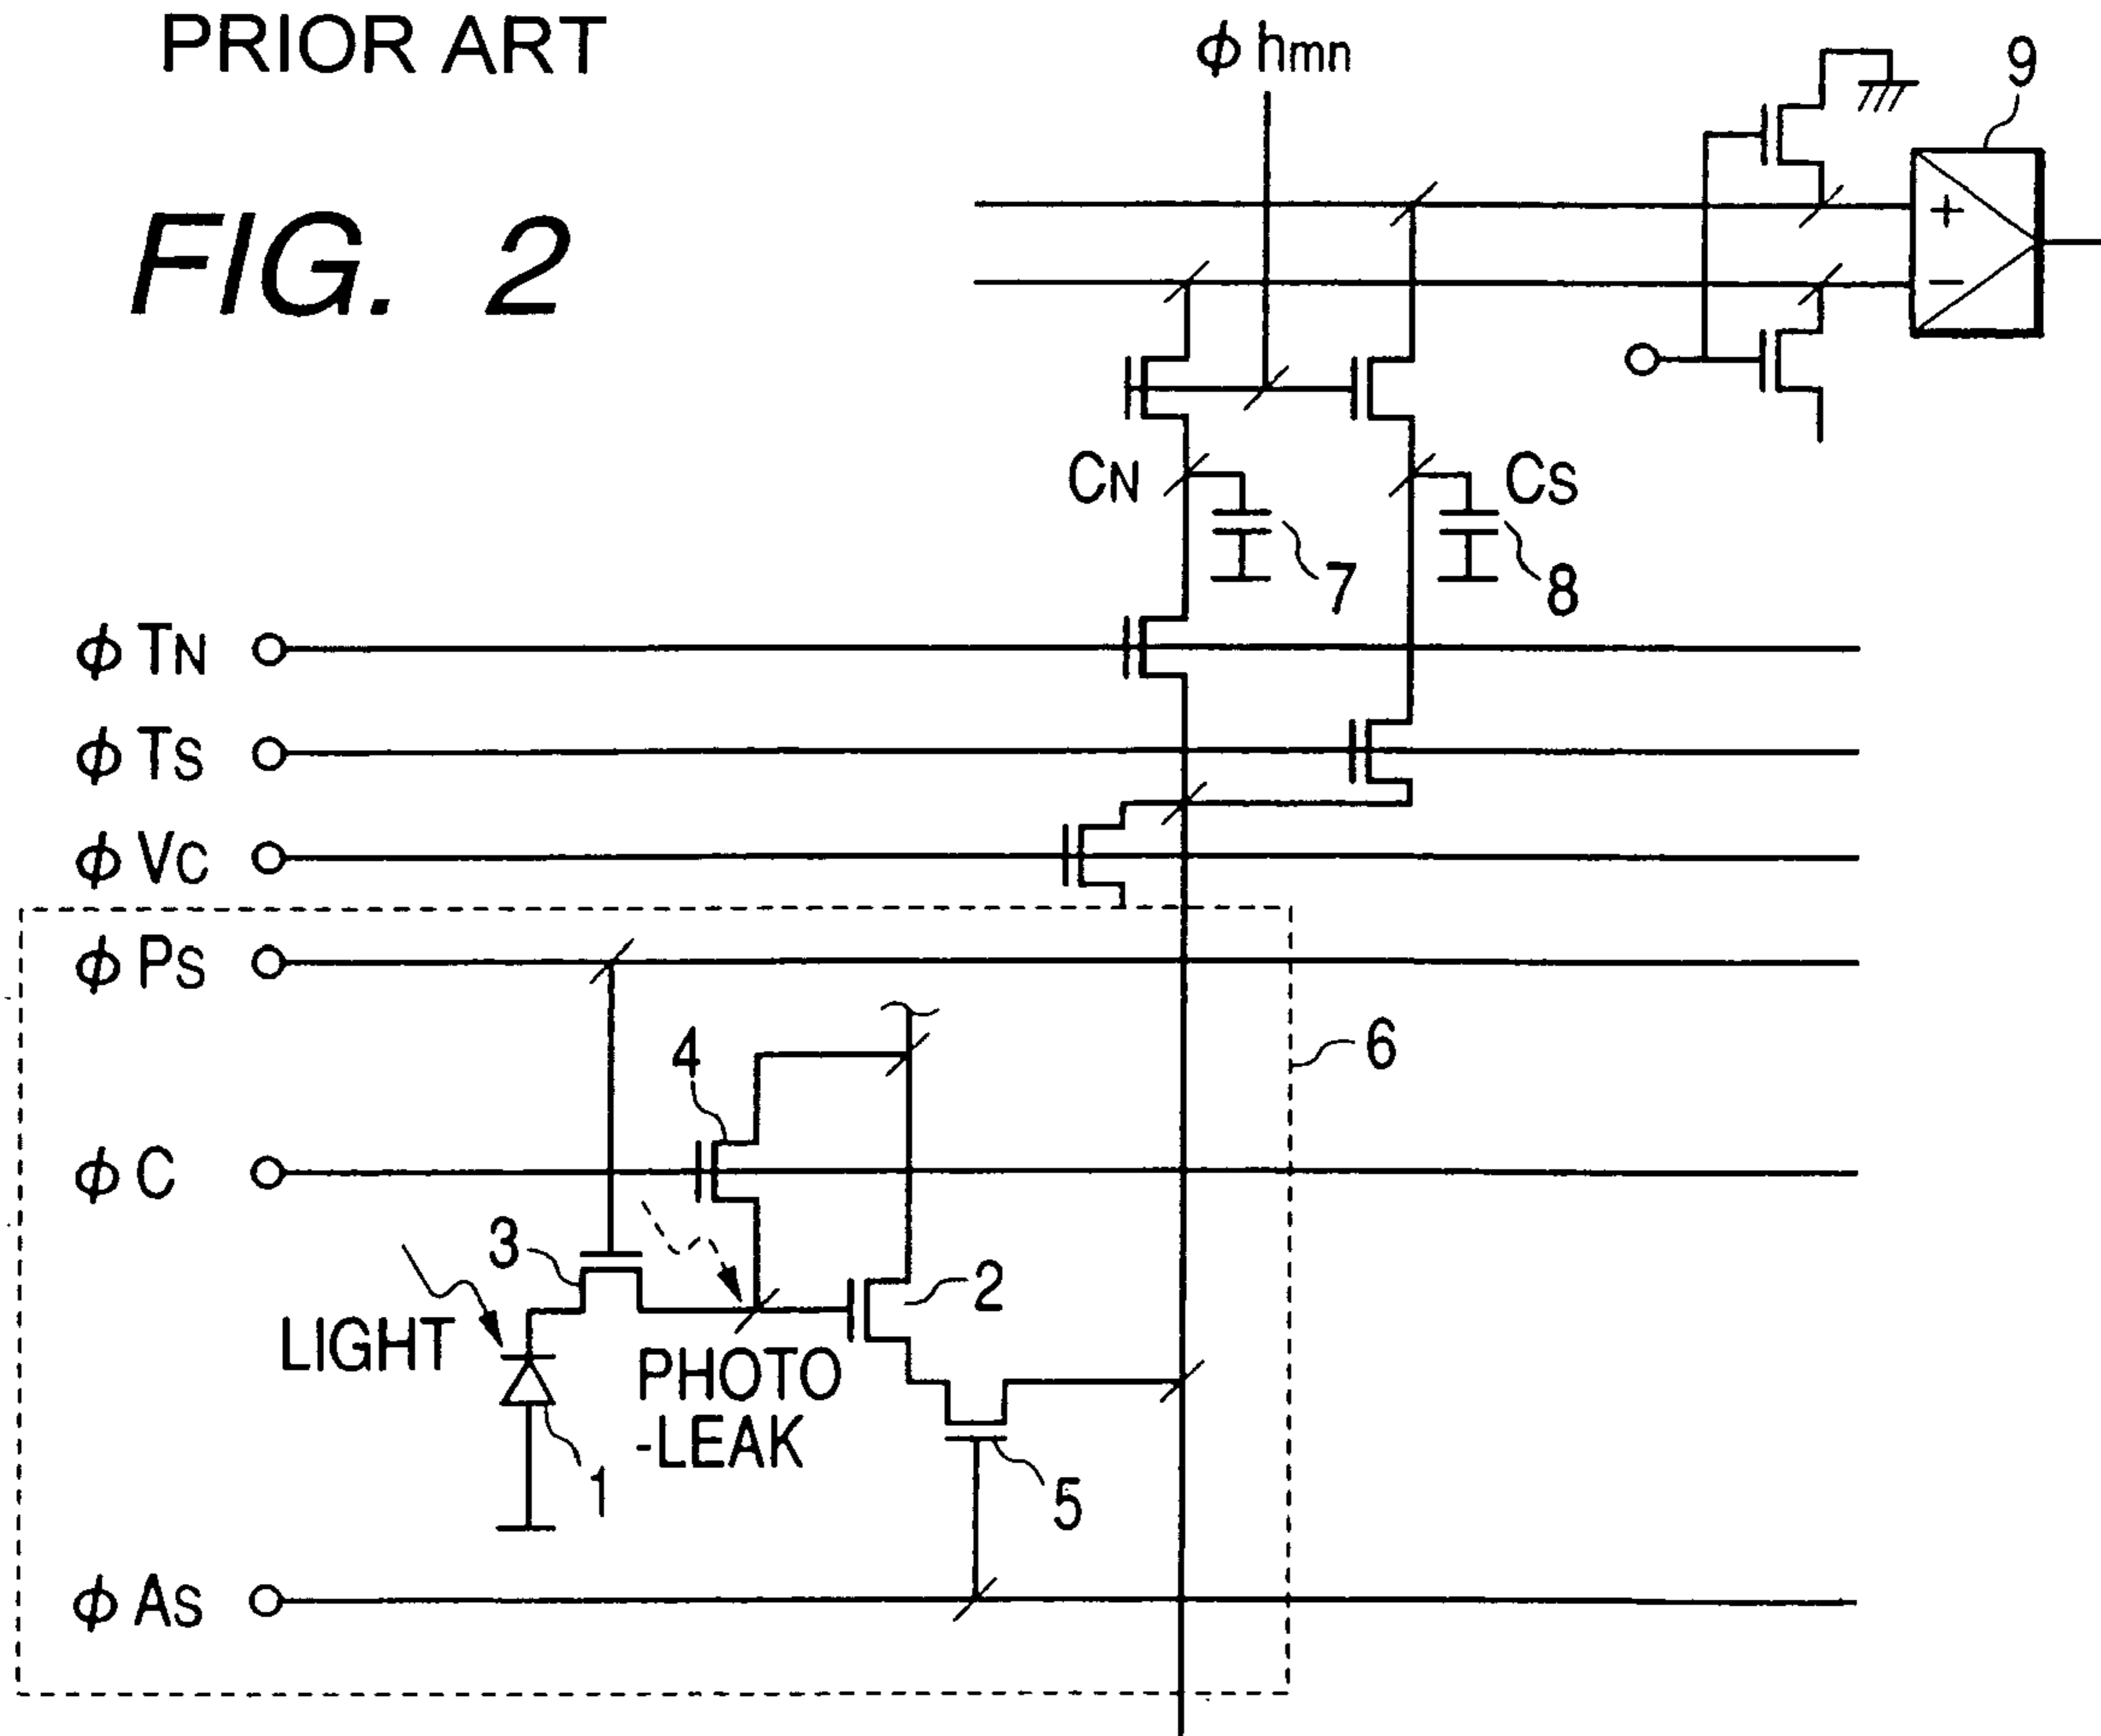 PRIOR ART
FIG. 2
ϕ hmn
9
+
−
CN
CS
7
8
ϕ TN
ϕ TS
ϕ VC
ϕ PS
6
4
ϕ C
3
2
LIGHT
PHOTO
-LEAK
1
5
ϕ AS